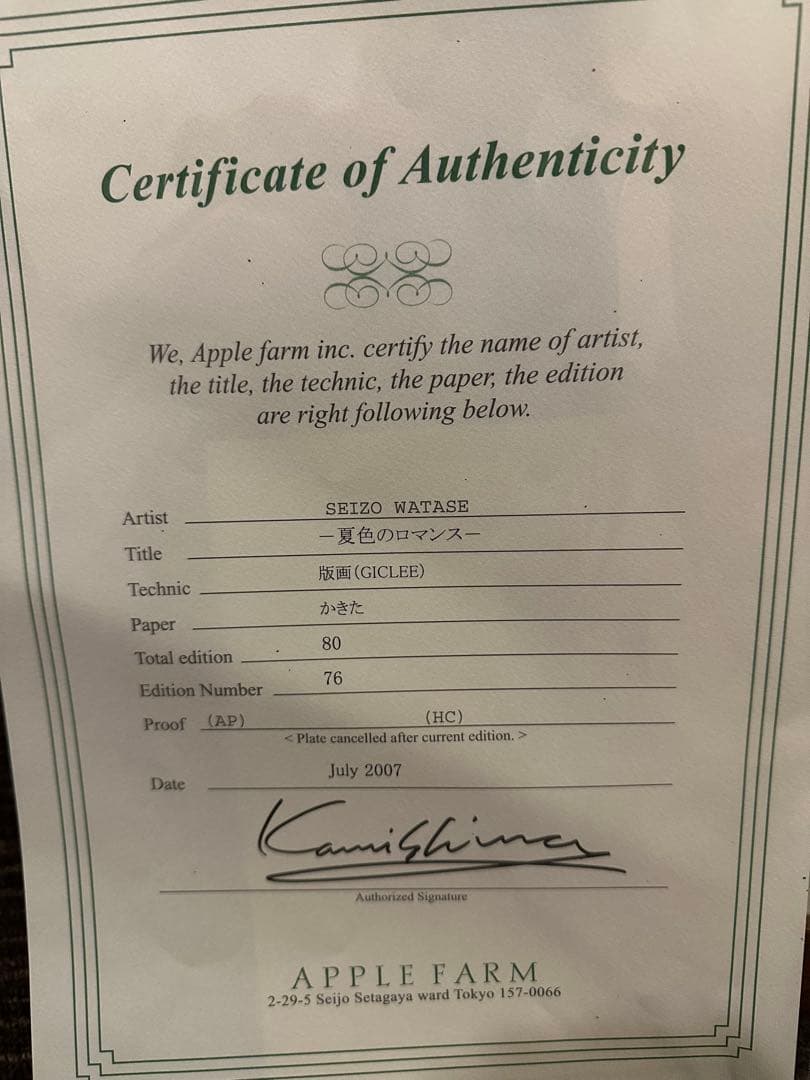 Certificate of Authenticity
We, Apple farm inc. certify the name of artist,
the title, the technic, the paper, the edition
are right following below.
Artist SEIZO WATASE
Title －夏色のロマンス－
Technic 版画(GICLEE)
Paper かきた
Total edition 80
Edition Number 76
Proof (AP) (HC)
< Plate cancelled after current edition. >
Date July 2007
Kamishima
Authorized Signature
APPLE FARM
2-29-5 Seijo Setagaya ward Tokyo 157-0066